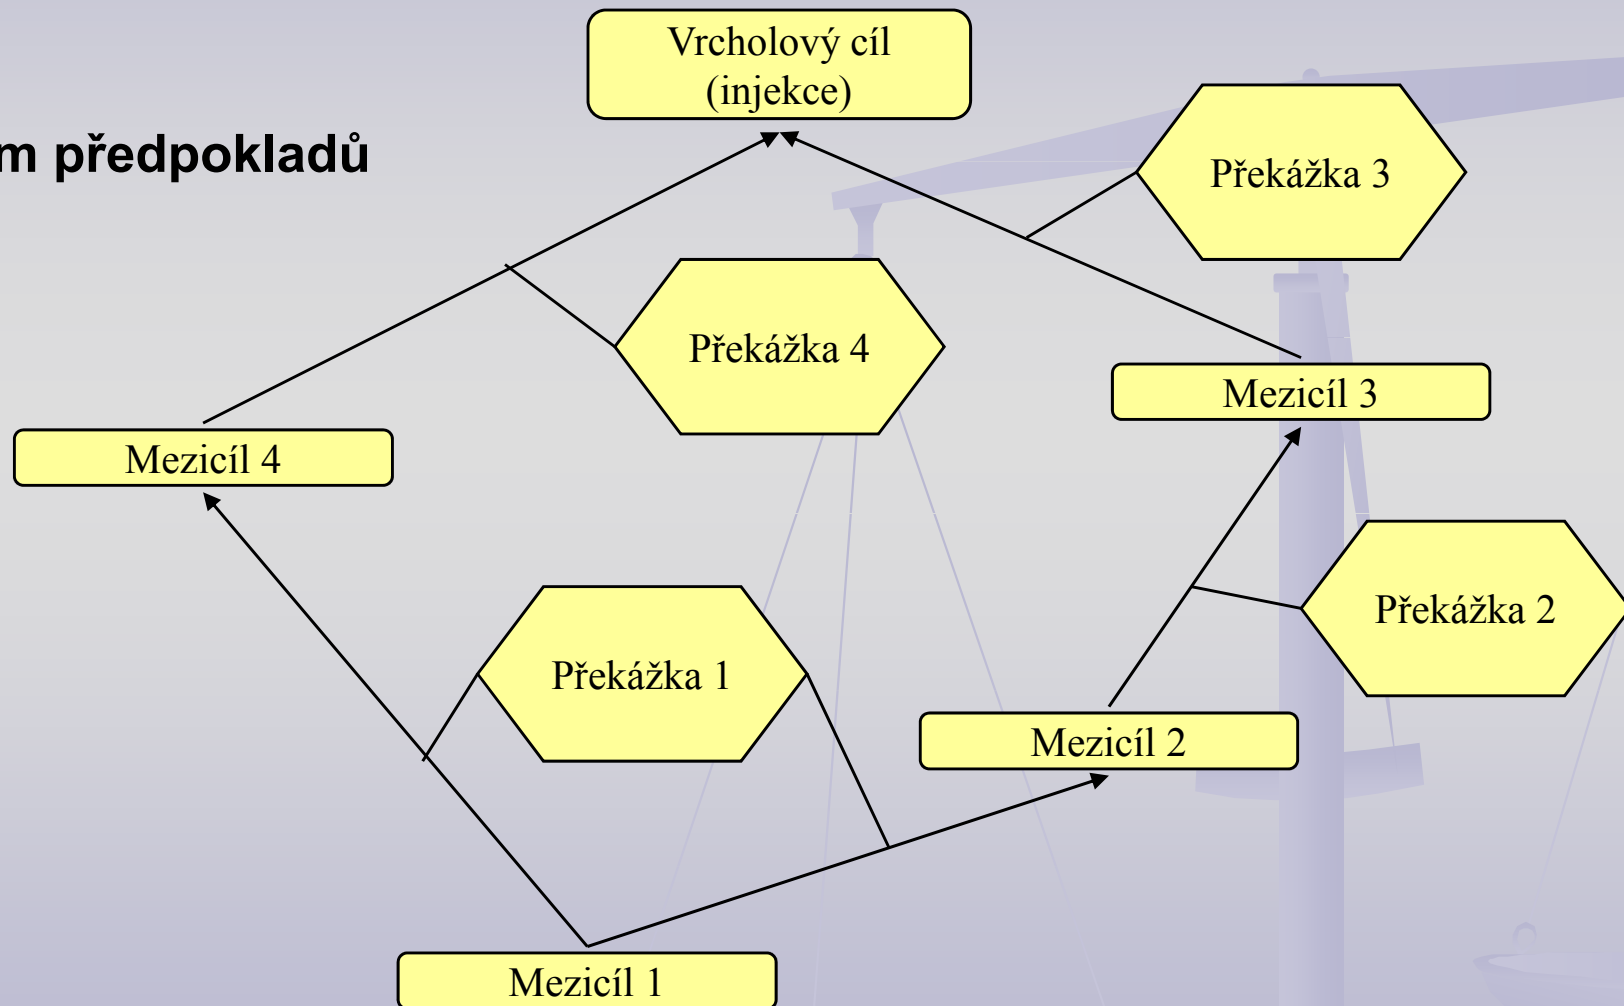 Vrcholový cíl
(injekce)
m předpokladů
Překážka 3
Překážka 4
Mezicíl 3
Mezicíl 4
Překážka 2
Překážka 1
Mezicíl 2
Mezicíl 1